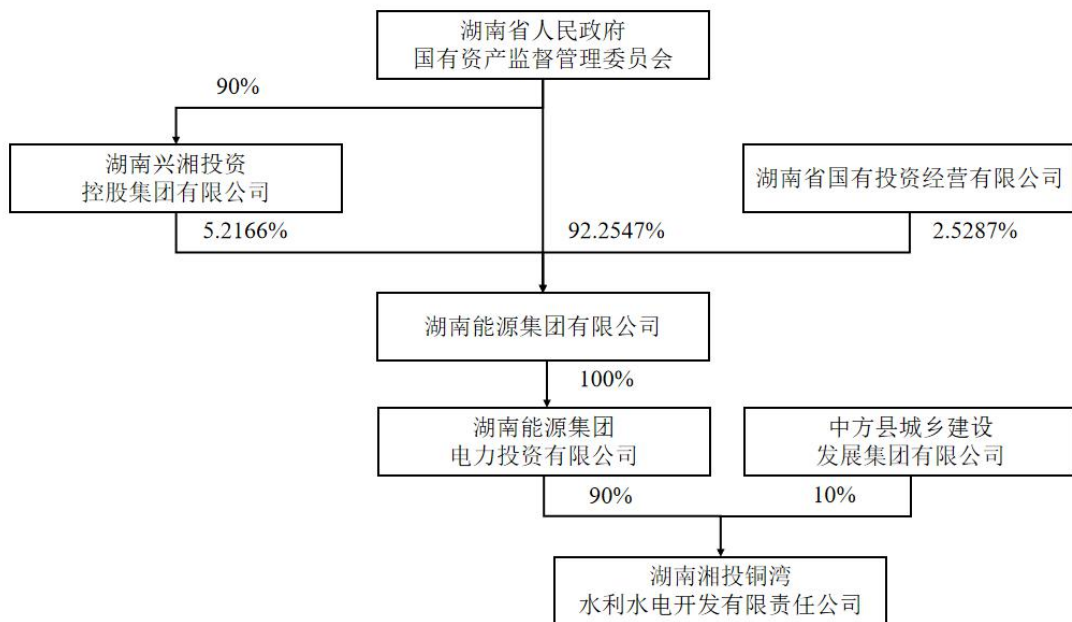 湖南省人民政府
国有资产监督管理委员会
90%
湖南兴湘投资
控股集团有限公司
湖南省国有投资经营有限公司
5.2166%
92.2547%
2.5287%
湖南能源集团有限公司
100%
湖南能源集团
电力投资有限公司
中方县城乡建设
发展集团有限公司
90%
10%
湖南湘投铜湾
水利水电开发有限责任公司